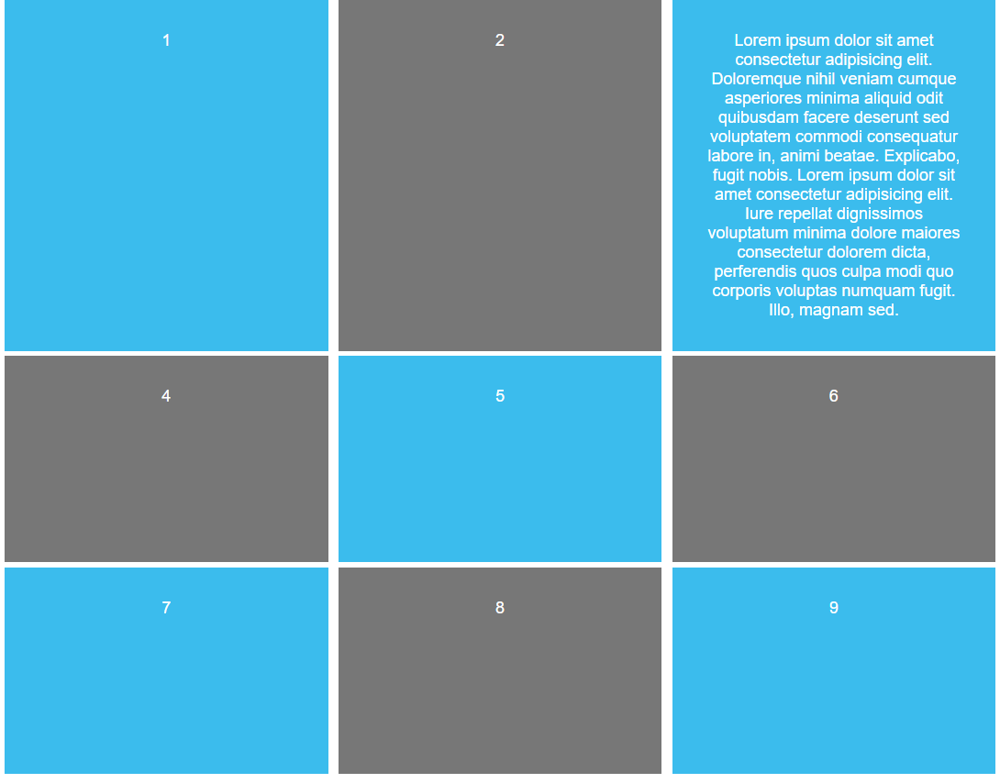 1
2
Lorem ipsum dolor sit amet
consectetur adipisicing elit.
Doloremque nihil veniam cumque
asperiores minima aliquid odit
quibusdam facere deserunt sed
voluptatem commodi consequatur
labore in, animi beatae. Explicabo,
fugit nobis. Lorem ipsum dolor sit
amet consectetur adipisicing elit.
Iure repellat dignissimos
voluptatum minima dolore maiores
consectetur dolorem dicta,
perferendis quos culpa modi quo
corporis voluptas numquam fugit.
Illo, magnam sed.
4
5
6
7
8
9